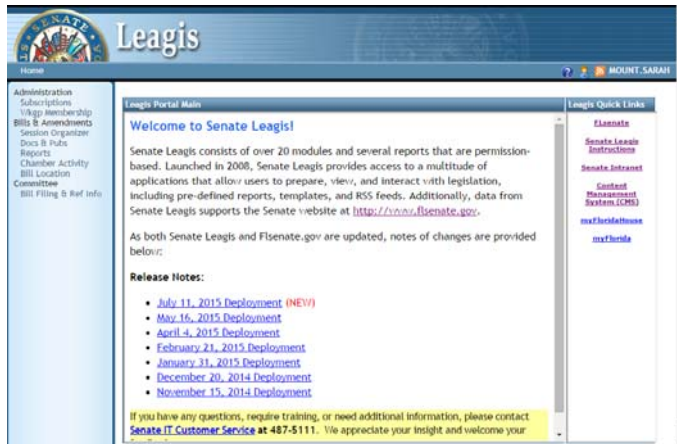 SENATE
Leagis
Home
MOUNT.SARAH
Administration
Subscriptions
Wkgp Membership
Bills & Amendments
Session Organizer
Docs & Pubs
Reports
Chamber Activity
Bill Location
Committee
Bill Filing & Ref Info
Leagis Portal Main
Welcome to Senate Leagis!
Senate Leagis consists of over 20 modules and several reports that are permission-
based. Launched in 2008, Senate Leagis provides access to a multitude of
applications that allow users to prepare, view, and interact with legislation,
including pre-defined reports, templates, and RSS feeds. Additionally, data from
Senate Leagis supports the Senate website at http://www.flsenate.gov.
As both Senate Leagis and Flsenate.gov are updated, notes of changes are provided
below:
Release Notes:
• July 11, 2015 Deployment (NEW)
• May 16, 2015 Deployment
• April 4, 2015 Deployment
• February 21, 2015 Deployment
• January 31, 2015 Deployment
• December 20, 2014 Deployment
• November 15, 2014 Deployment
If you have any questions, require training, or need additional information, please contact
Senate IT Customer Service at 487-5111. We appreciate your insight and welcome your
Leagis Quick Links
FLsenate
Senate Leagis
Instructions
Senate Intranet
Content
Management
System (CMS)
myFloridaHouse
myFlorida